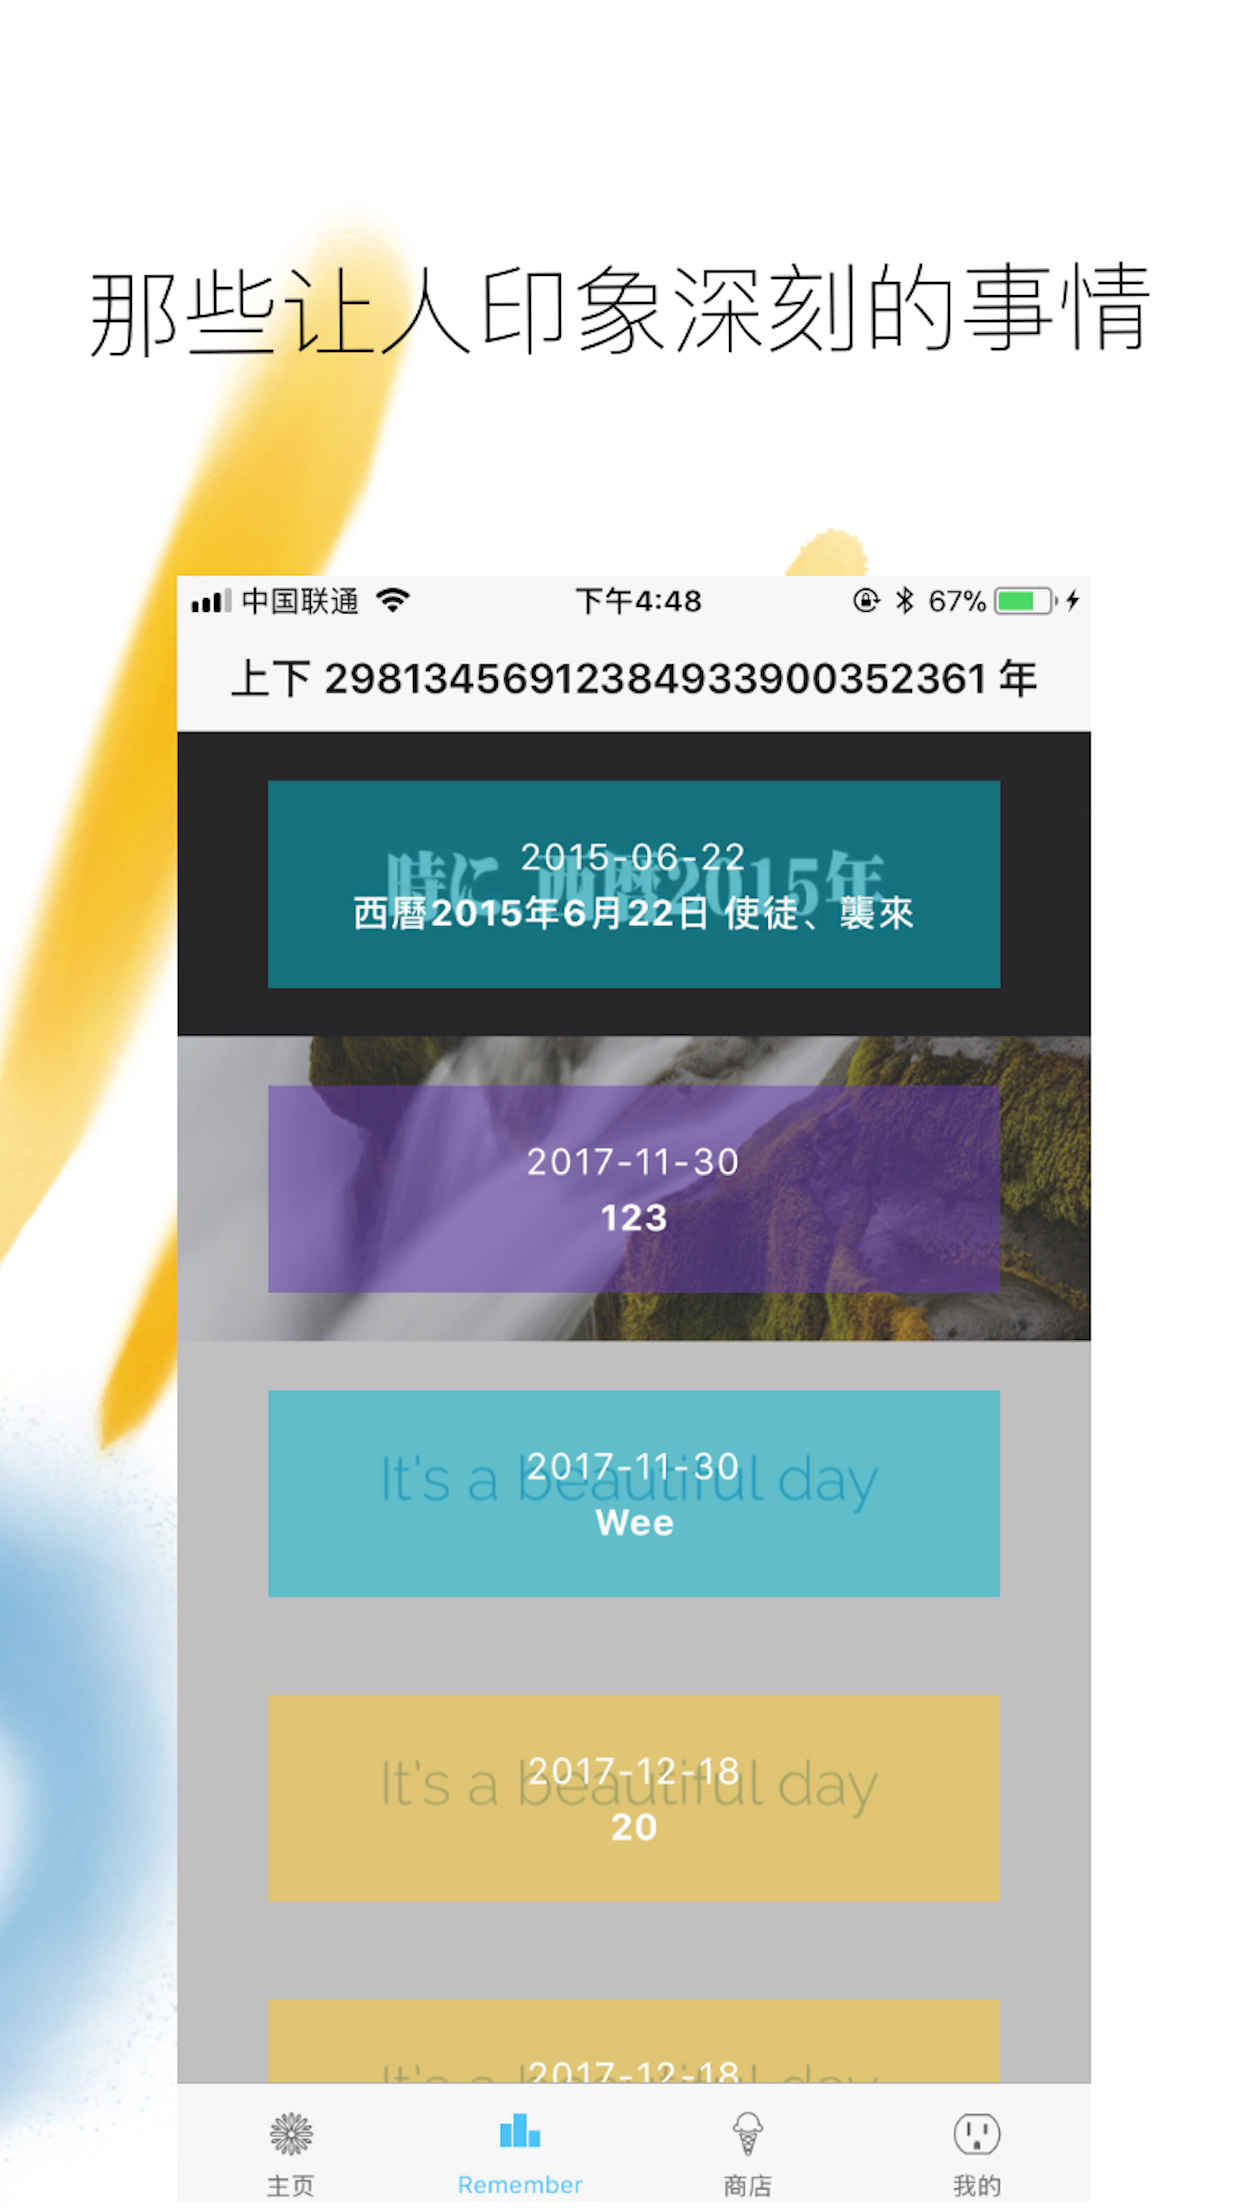 那些让人印象深刻的事情
中国联通 下午4:48 67%
上下 2981345691238493390035236​1 年
2015-06-22
時に 西暦2015年
西暦2015年6月22日 使徒、襲來
2017-11-30
123
2017-11-30
It's a beautiful day
Wee
2017-12-18
It's a beautiful day
20
2017-12-18
It's a beautiful day
主页 Remember 商店 我的